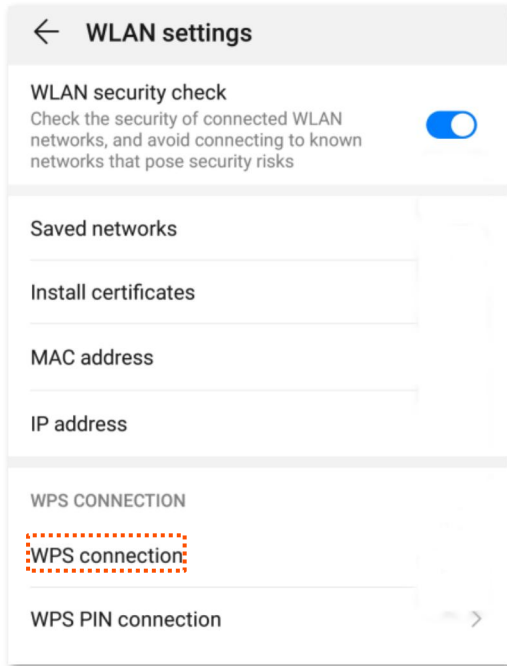 WLAN settings
WLAN security check
Check the security of connected WLAN
networks, and avoid connecting to known
networks that pose security risks
Saved networks
Install certificates
MAC address
IP address
WPS CONNECTION
WPS connection
WPS PIN connection